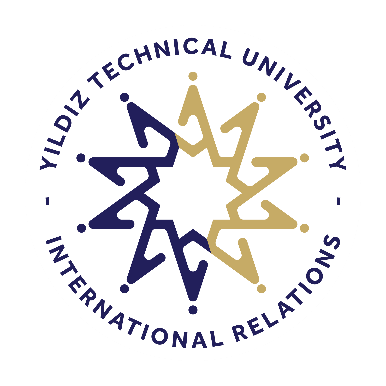 YILDIZ TECHNICAL UNIVERSITY
- INTERNATIONAL RELATIONS -